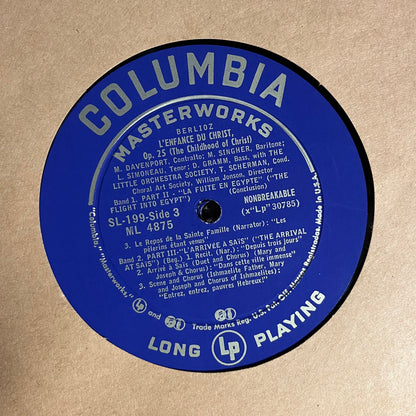 COLUMBIA
MASTERWORKS
BERLIOZ
L'ENFANCE DU CHRIST,
Op. 25 (The Childhood of Christ)
M. DAVENPORT, Contralto; M. SINGHER, Baritone;
L. SIMONEAU, Tenor; D. GRAMM, Bass, with THE
LITTLE ORCHESTRA SOCIETY, T. SCHERMAN, Cond.
Choral Art Society, William Jonson, Director
Band 1. PART II - "LA FUITE EN EGYPTE" ("THE
FLIGHT INTO EGYPT") (Conclusion)
SL-199-Side 3
ML 4875
NONBREAKABLE
(x"Lp"30785)
3. Le Repos de la Sainte Famille (Narrator): "Les
pèlerins étant venus"
Band 2. PART III-"L'ARRIVÉE A SAÏS" ("THE ARRIVAL
AT SAÏS") (Beg.) 1. Recit. (Nar.): "Depuis trois jours"
2. Arrivé à Saïs (Duet and Chorus) (Mary and
Joseph & Chorus): "Dans cette ville immense"
3. Scene and Chorus (Ishmaelite Father, Mary
and Joseph and Chorus of Ishmaelites):
"Entrez, entrez, pauvres Hebreux!"
"Columbia," "Masterworks," Lp and Trade Marks Reg. U.S. Pat. Off. Marcas Registradas. Made in U.S.A.
LONG Lp PLAYING